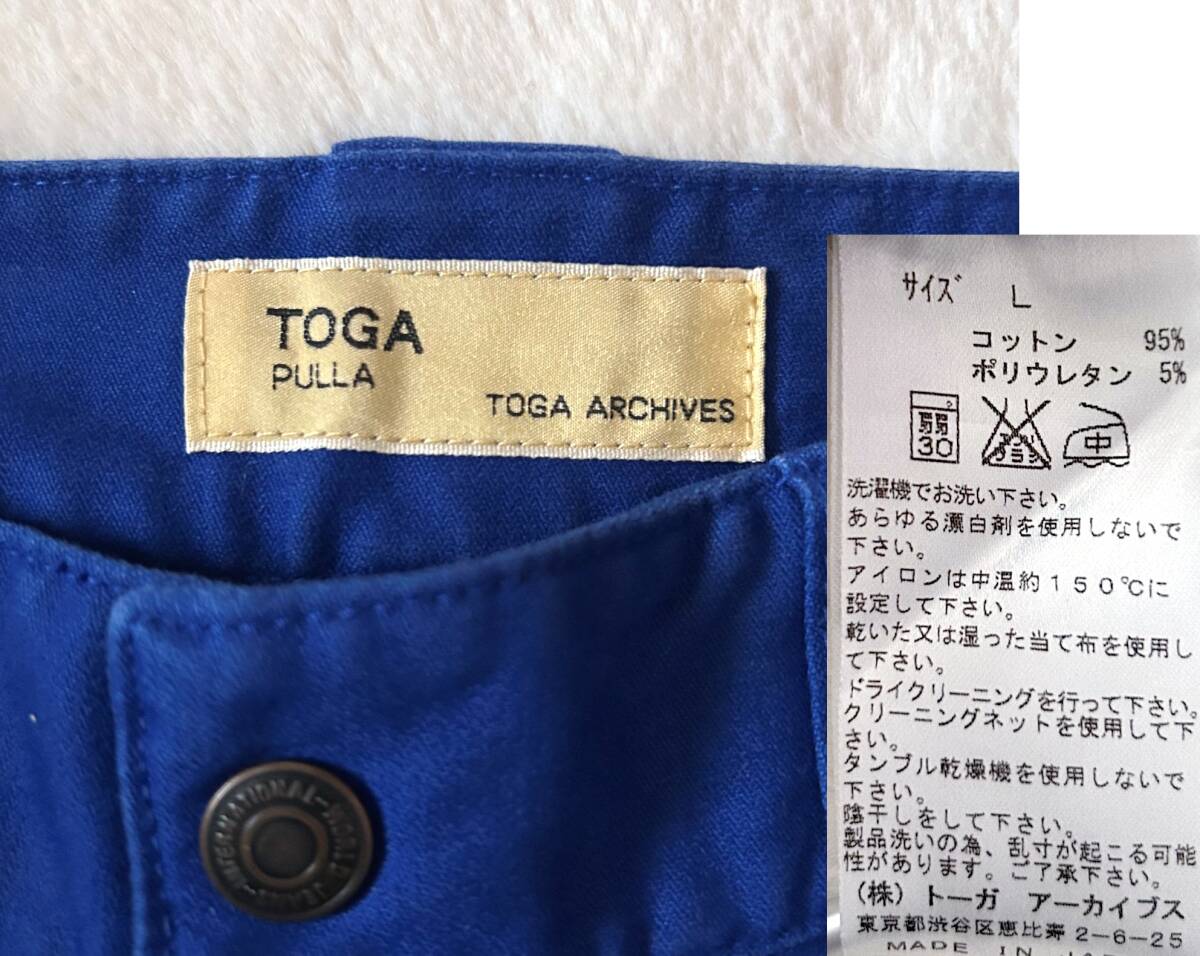 TOGA
PULLA
TOGA ARCHIVES
サイズ L
コットン 95%
ポリウレタン 5%
弱
30
中
洗濯機でお洗い下さい。
あらゆる漂白剤を使用しないで
下さい。
アイロンは中温約150℃に
設定して下さい。
乾いた又は湿った当て布を使用し
て下さい。
ドライクリーニングを行って下さい。
クリーニングネットを使用して下
さい。
タンブル乾燥機を使用しないで
下さい。
陰干しをして下さい。
製品洗いの為、乱寸が起こる可能
性があります。ご了承下さい。
(株) トーガ アーカイブス
東京都渋谷区恵比寿2-6-25
MADE IN
INTERNATIONAL WORLD